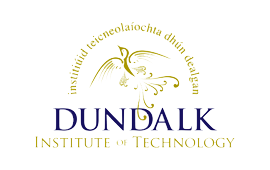 institiúid teicneolaíochta dhún dealgan
DUNDALK
INSTITUTE OF TECHNOLOGY